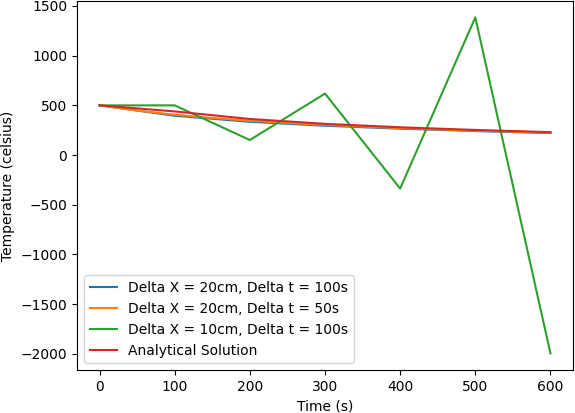 1500
1000
500
0
−500
−1000
−1500
−2000
Temperature (celsius)
Delta X = 20cm, Delta t = 100s
Delta X = 20cm, Delta t = 50s
Delta X = 10cm, Delta t = 100s
Analytical Solution
0 100 200 300 400 500 600
Time (s)